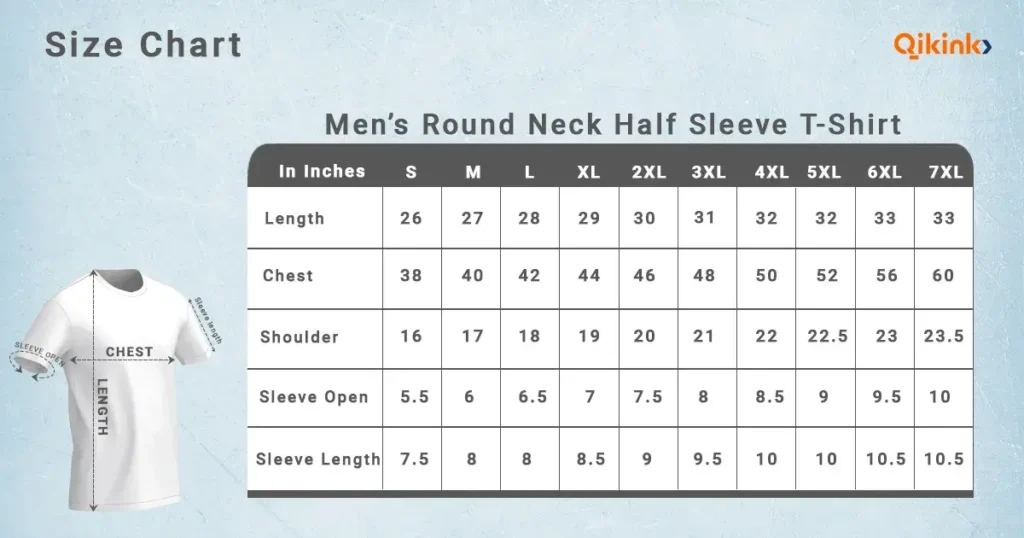 Size Chart
Qikink
Men's Round Neck Half Sleeve T-Shirt
In Inches S M L XL 2XL 3XL 4XL 5XL 6XL 7XL
Length 26 27 28 29 30 31 32 32 33 33
Chest 38 40 42 44 46 48 50 52 56 60
Shoulder 16 17 18 19 20 21 22 22.5 23 23.5
Sleeve Open 5.5 6 6.5 7 7.5 8 8.5 9 9.5 10
Sleeve Length 7.5 8 8 8.5 9 9.5 10 10 10.5 10.5
Sleeve length
SLEEVE OPEN
CHEST
LENGTH